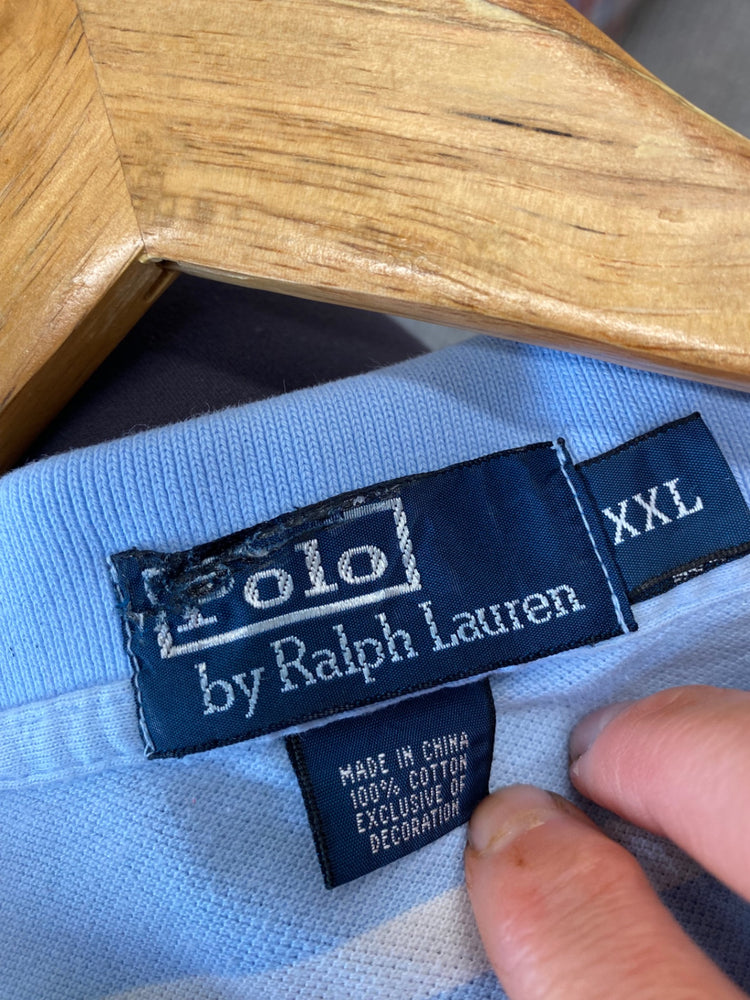 Polo
by Ralph Lauren
XXL
MADE IN CHINA
100% COTTON
EXCLUSIVE OF
DECORATION